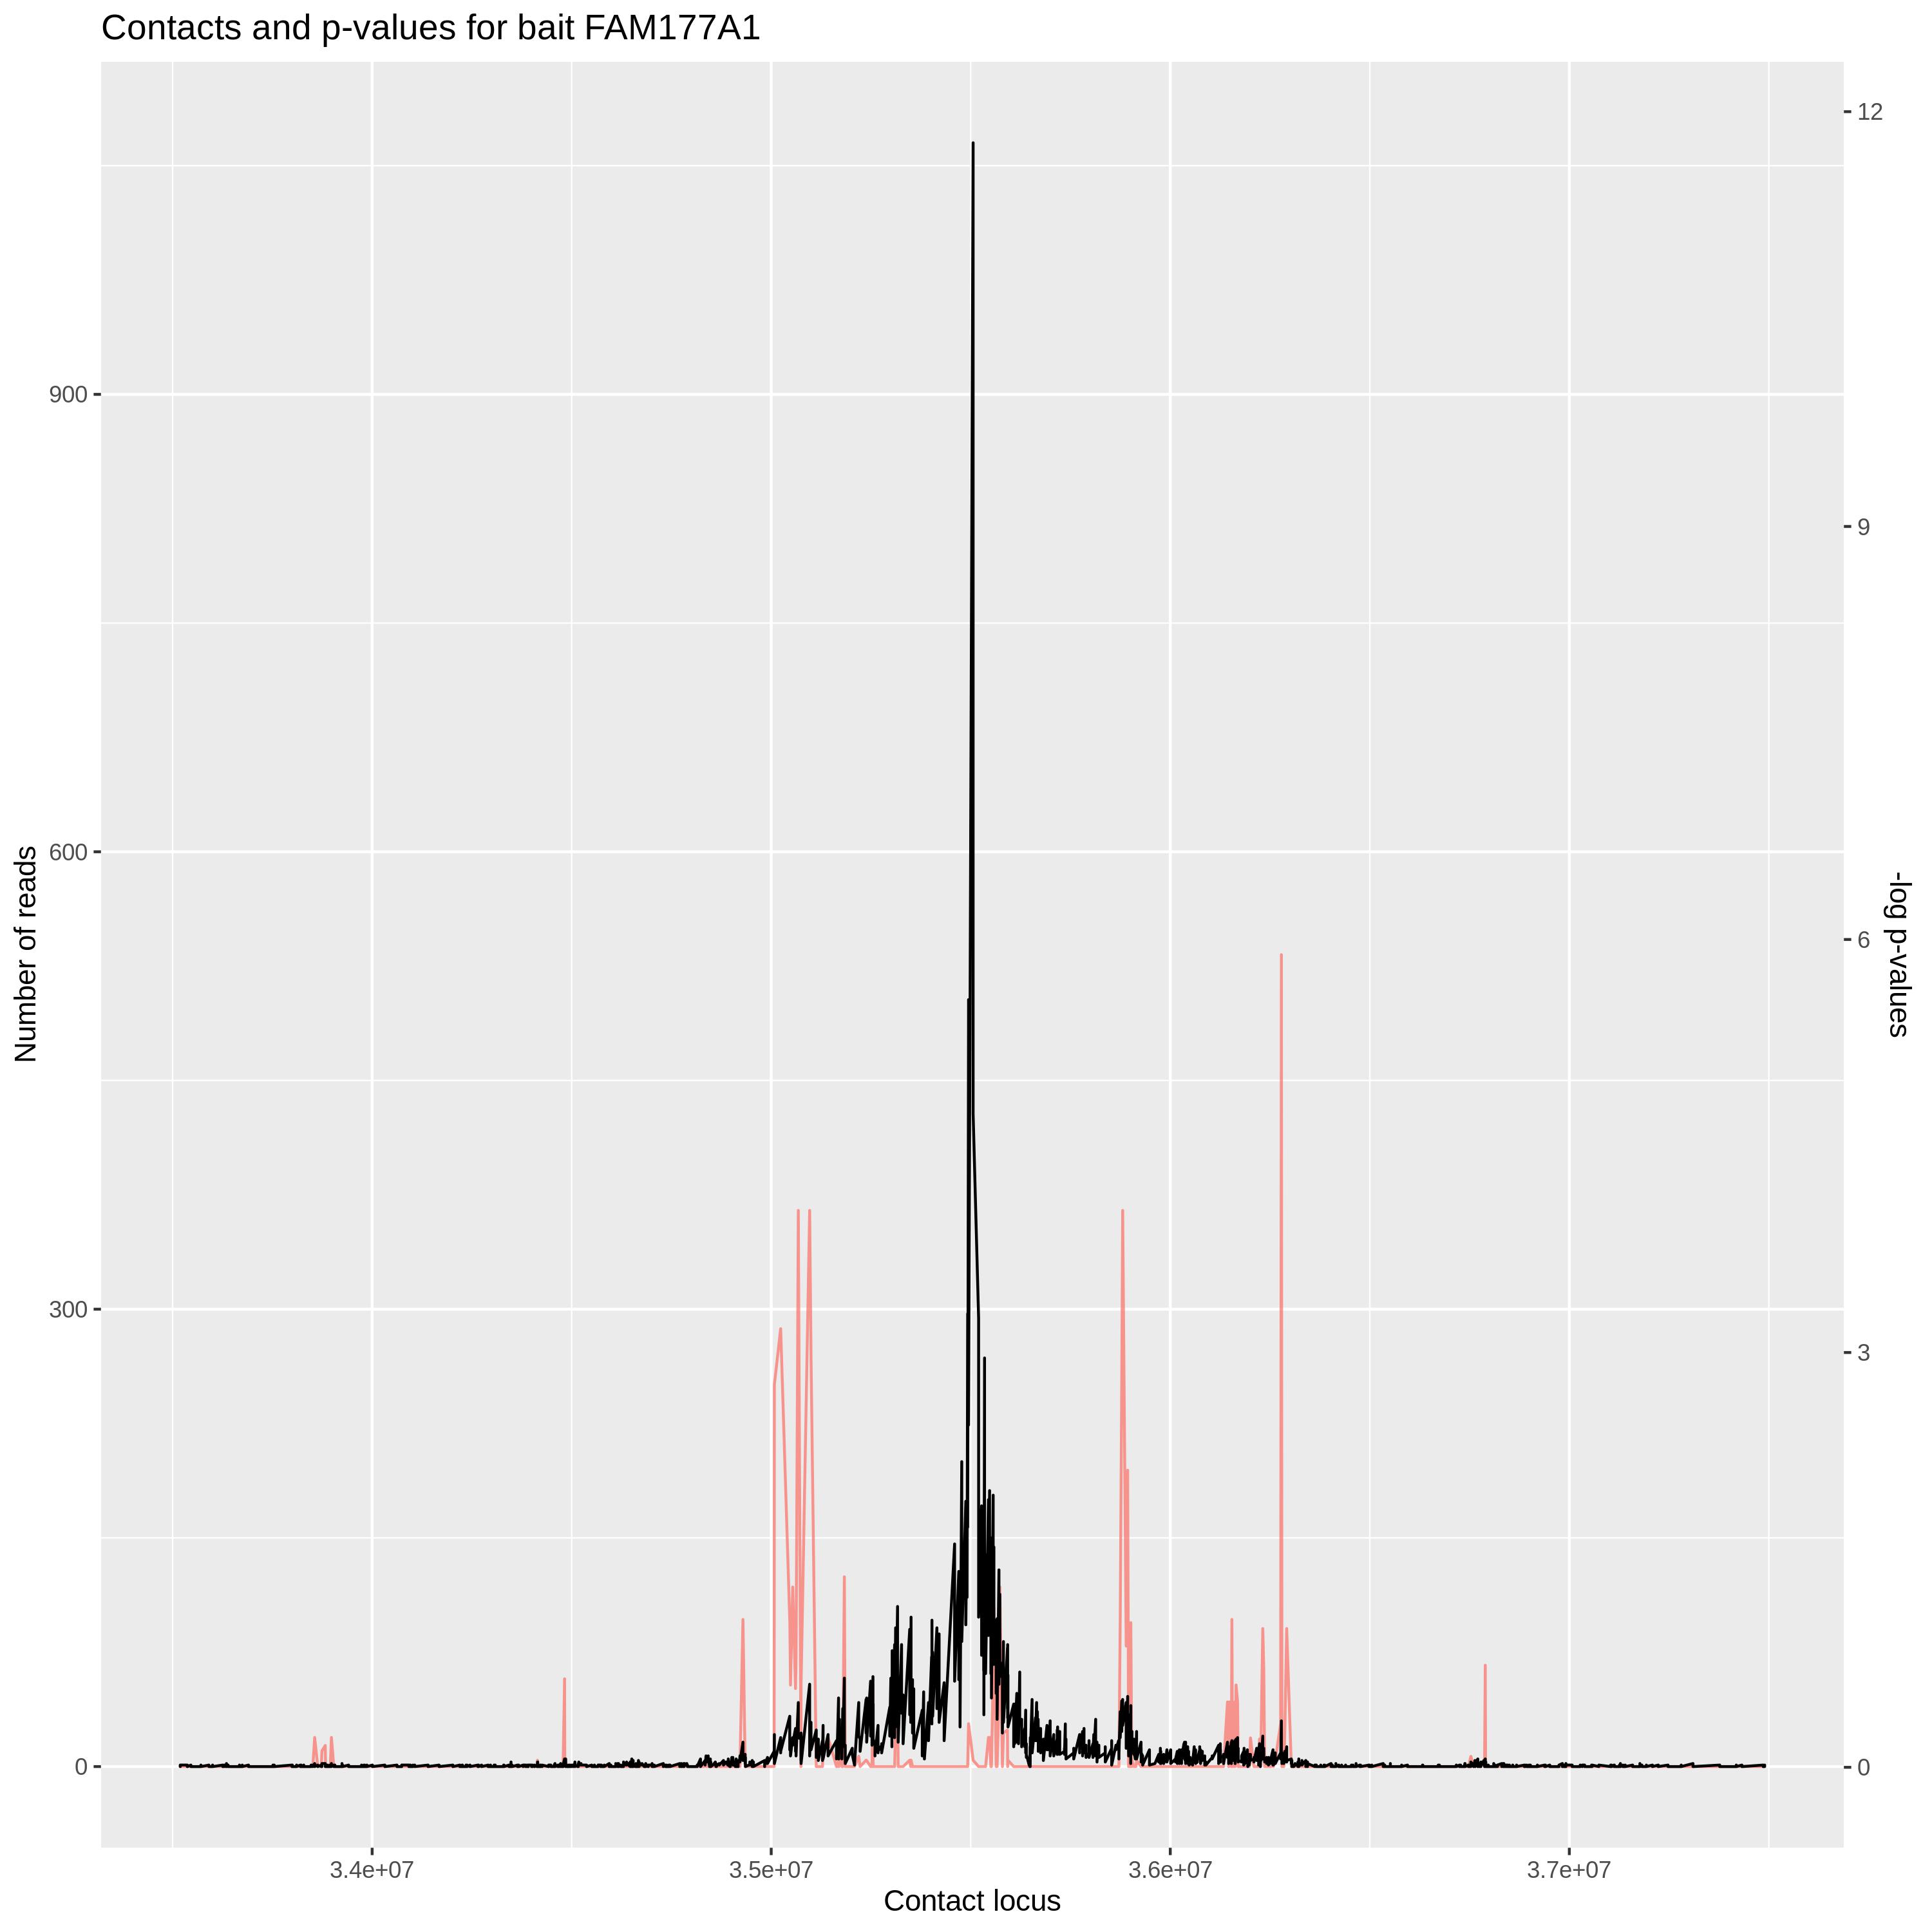 Contacts and p-values for bait FAM177A1
Number of reads
900
600
300
0
12
9
6
3
0
-log p-values
3.4e+07
3.5e+07
3.6e+07
3.7e+07
Contact locus